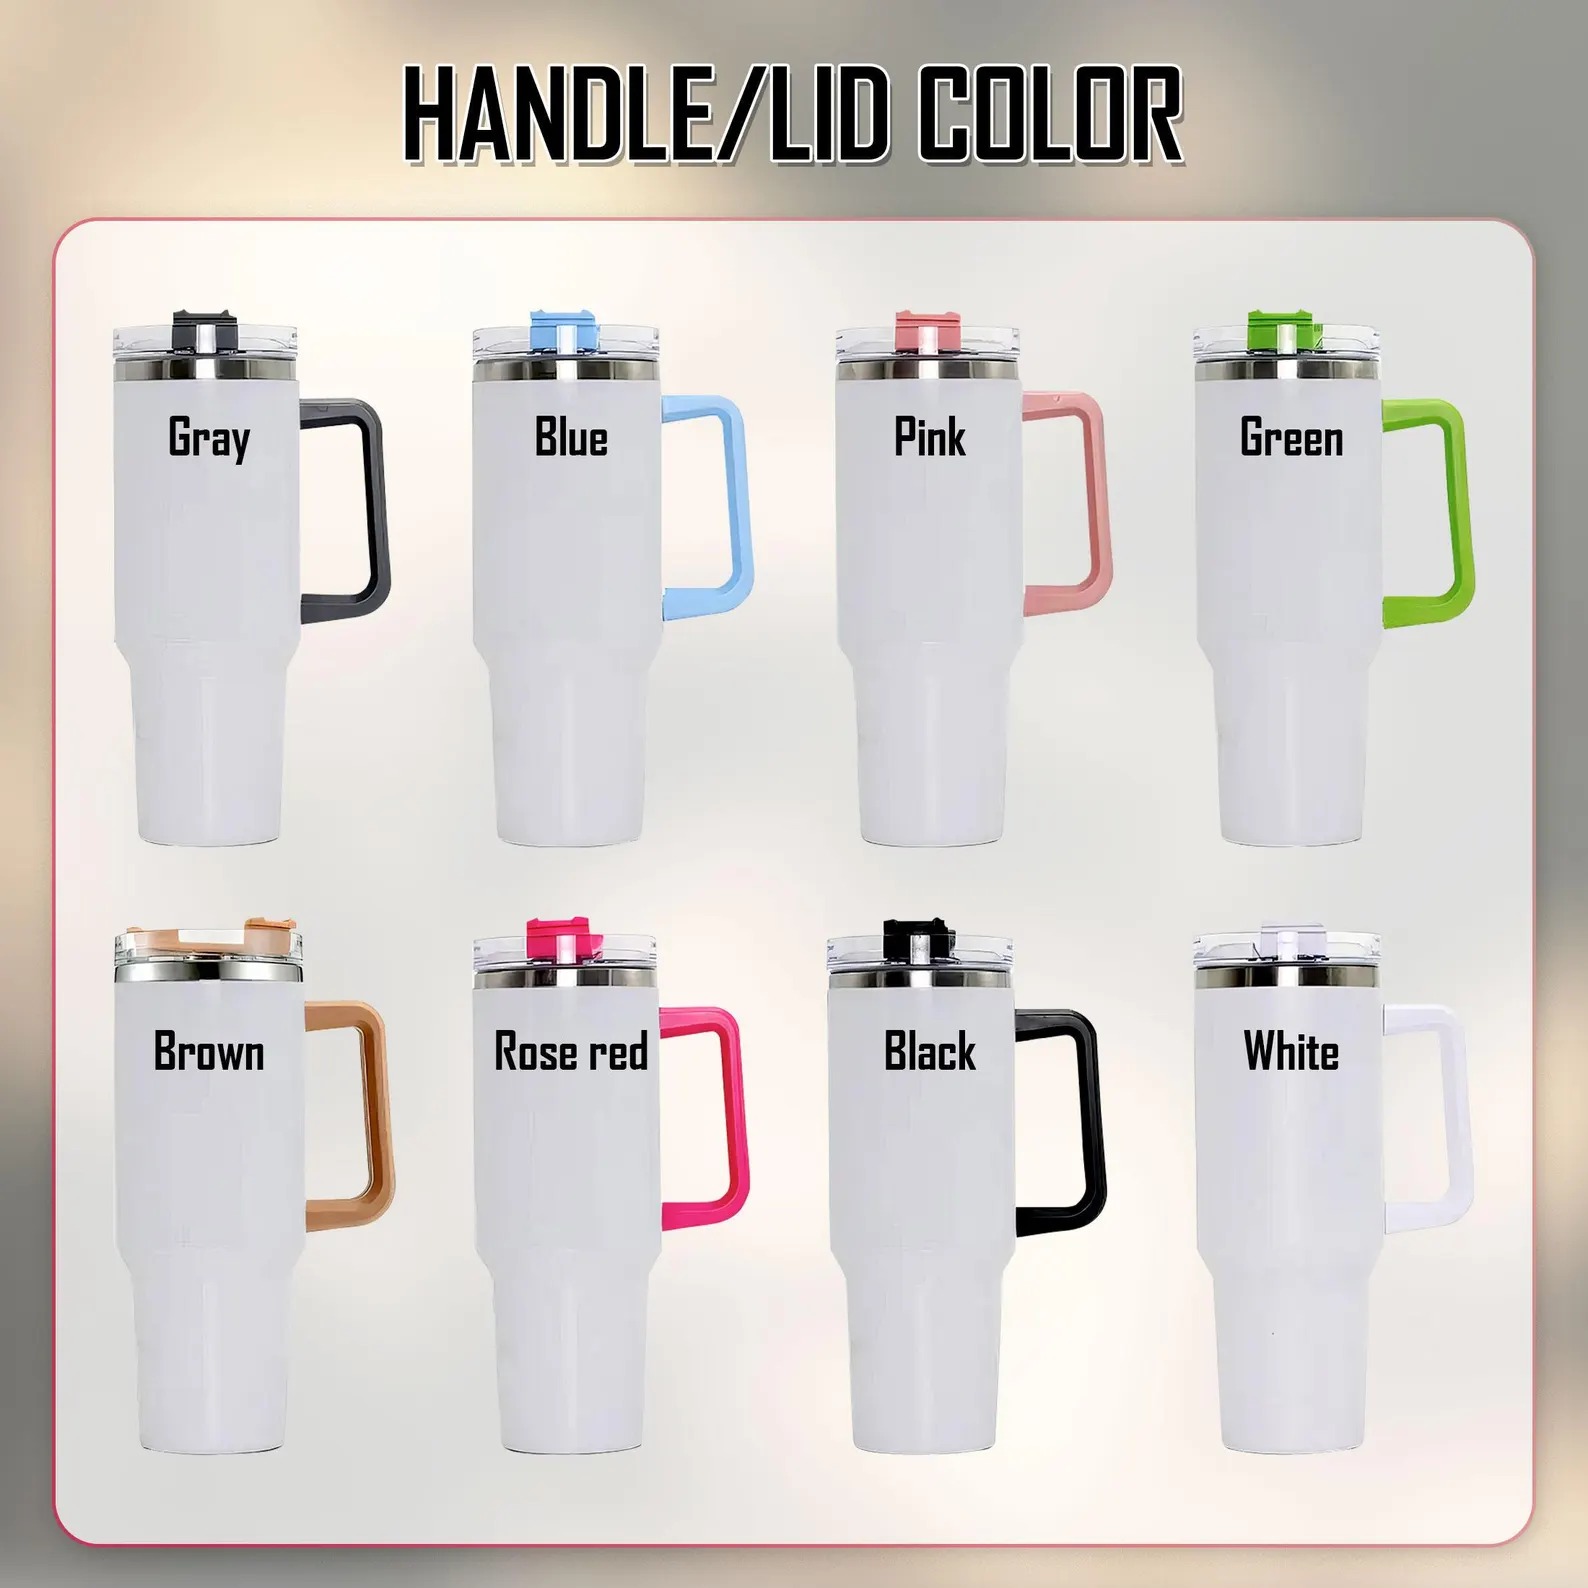 HANDLE/LID COLOR
Gray
Blue
Pink
Green
Brown
Rose red
Black
White